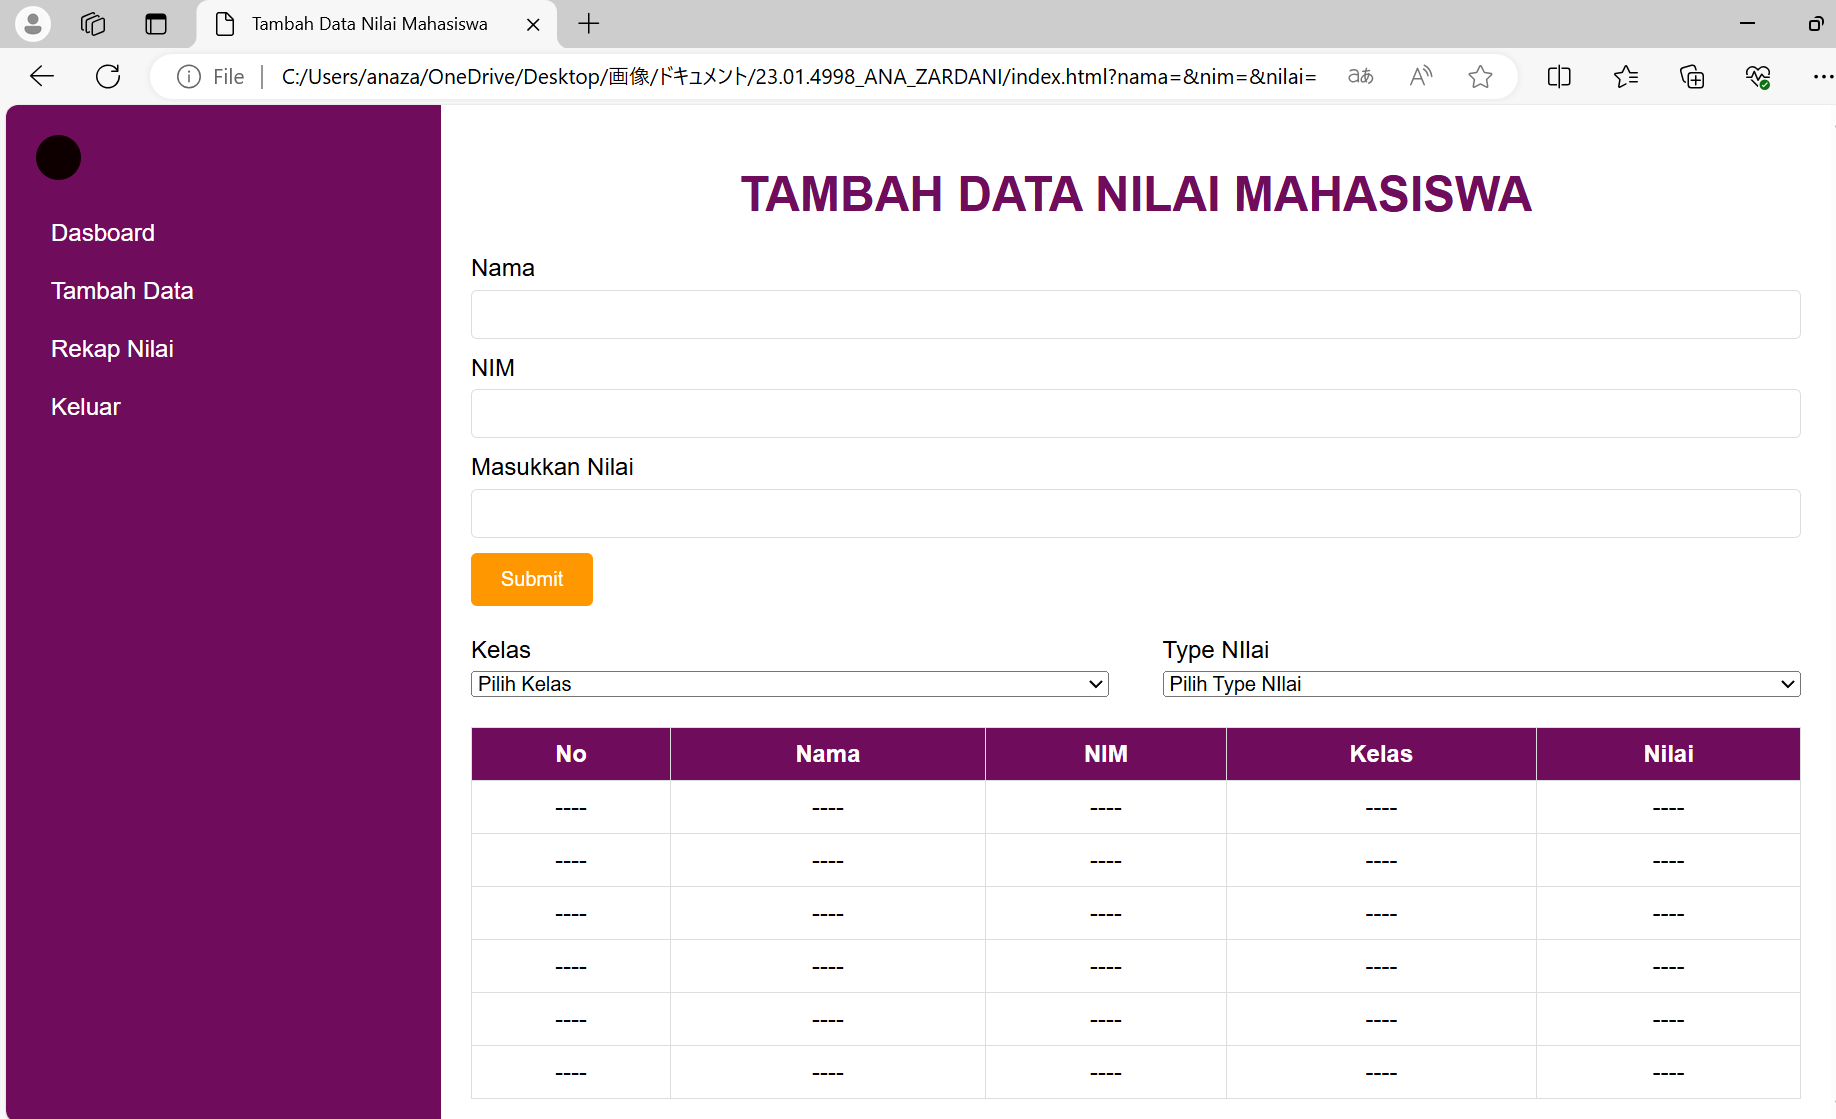 Tambah Data Nilai Mahasiswa
File
C:/Users/anaza/OneDrive/Desktop/画像/ドキュメント/23.01.4998_ANA_ZARDANI/index.html?nama=&nim=&nilai=
aあ
A
Dasboard
Tambah Data
Rekap Nilai
Keluar
TAMBAH DATA NILAI MAHASISWA
Nama
NIM
Masukkan Nilai
Submit
Kelas
Type NIlai
Pilih Kelas
Pilih Type NIlai
No Nama NIM Kelas Nilai
---- ---- ---- ---- ----
---- ---- ---- ---- ----
---- ---- ---- ---- ----
---- ---- ---- ---- ----
---- ---- ---- ---- ----
---- ---- ---- ---- ----